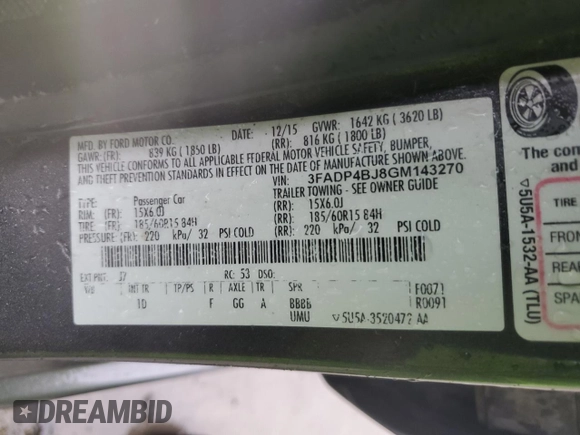 MFD. BY FORD MOTOR CO.
DATE: 12/15 GVWR: 1642 KG ( 3620 LB)
GAWR: (FR): 839 KG ( 1850 LB) (RR): 816 KG ( 1800 LB)
THIS VEHICLE CONFORMS TO ALL APPLICABLE FEDERAL MOTOR VEHICLE SAFETY, BUMPER,
AND THEFT PREVENTION STANDARDS IN EFFECT ON THE DATE OF MANUFACTURE SHOWN ABOVE.
VIN: 3FADP4BJ8GM143270
TYPE: Passenger Car TRAILER TOWING - SEE OWNER GUIDE
RIM: (FR): 15X6.0J (RR): 15X6.0J
TIRE (FR): 185/60R15 84H (RR): 185/60R15 84H
PRESSURE: (FR): 220 kPa/ 32 PSI COLD (RR): 220 kPa/ 32 PSI COLD
EXT PNT: RC: 53 DSO:
WB INT TR TP/PS R AXLE TR SPR F0071
ID F GG A BBBB R0091
UMU ▽5U5A-3520472-AA
The con
TIRE
FRON
REA
SPA
▽5U5A-1532-AA (TLU)
DREAMBID